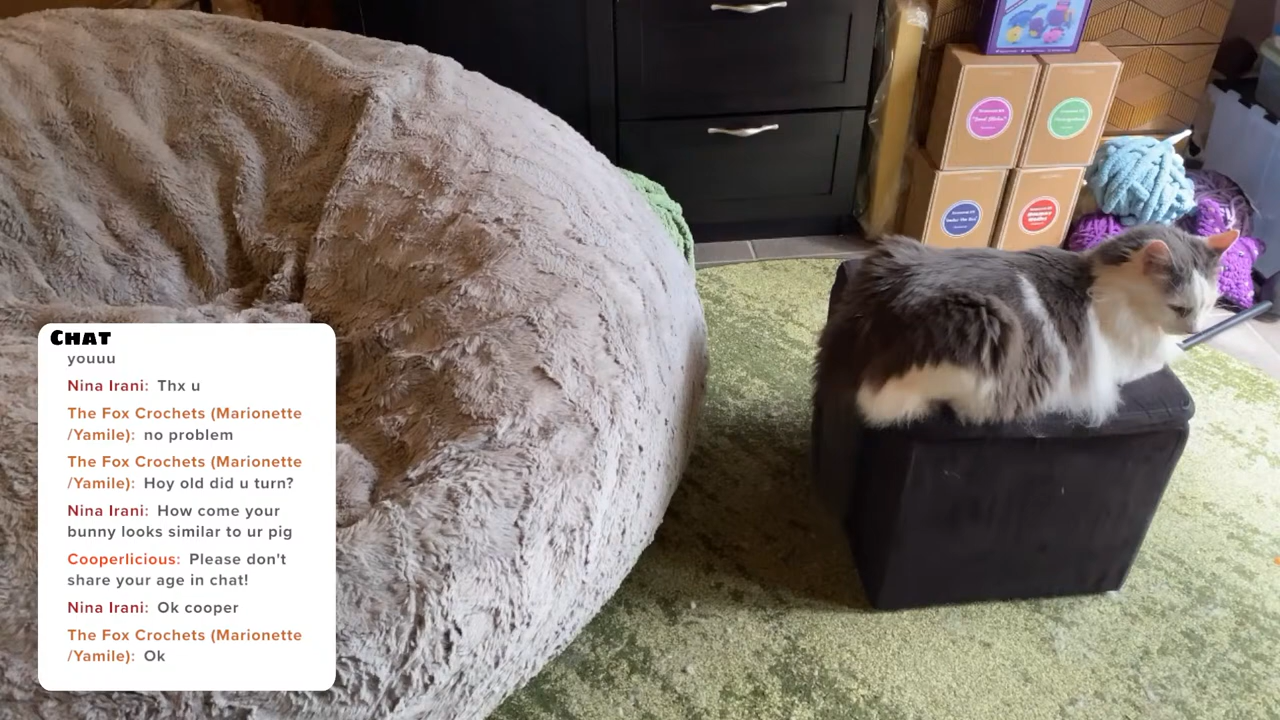 CHAT
youuu
Nina Irani: Thx u
The Fox Crochets (Marionette
/Yamile): no problem
The Fox Crochets (Marionette
/Yamile): Hoy old did u turn?
Nina Irani: How come your
bunny looks similar to ur pig
Cooperlicious: Please don't
share your age in chat!
Nina Irani: Ok cooper
The Fox Crochets (Marionette
/Yamile): Ok